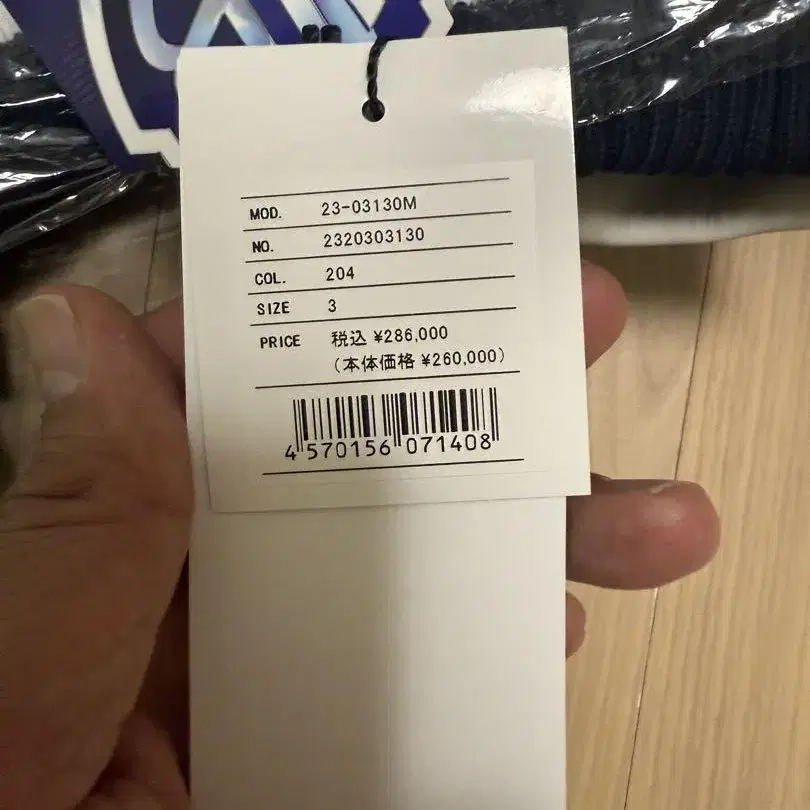 MOD. 23-03130M
NO. 2320303130
COL. 204
SIZE 3
PRICE 税込 ¥286,000
(本体価格 ¥260,000)
4 570156 071408